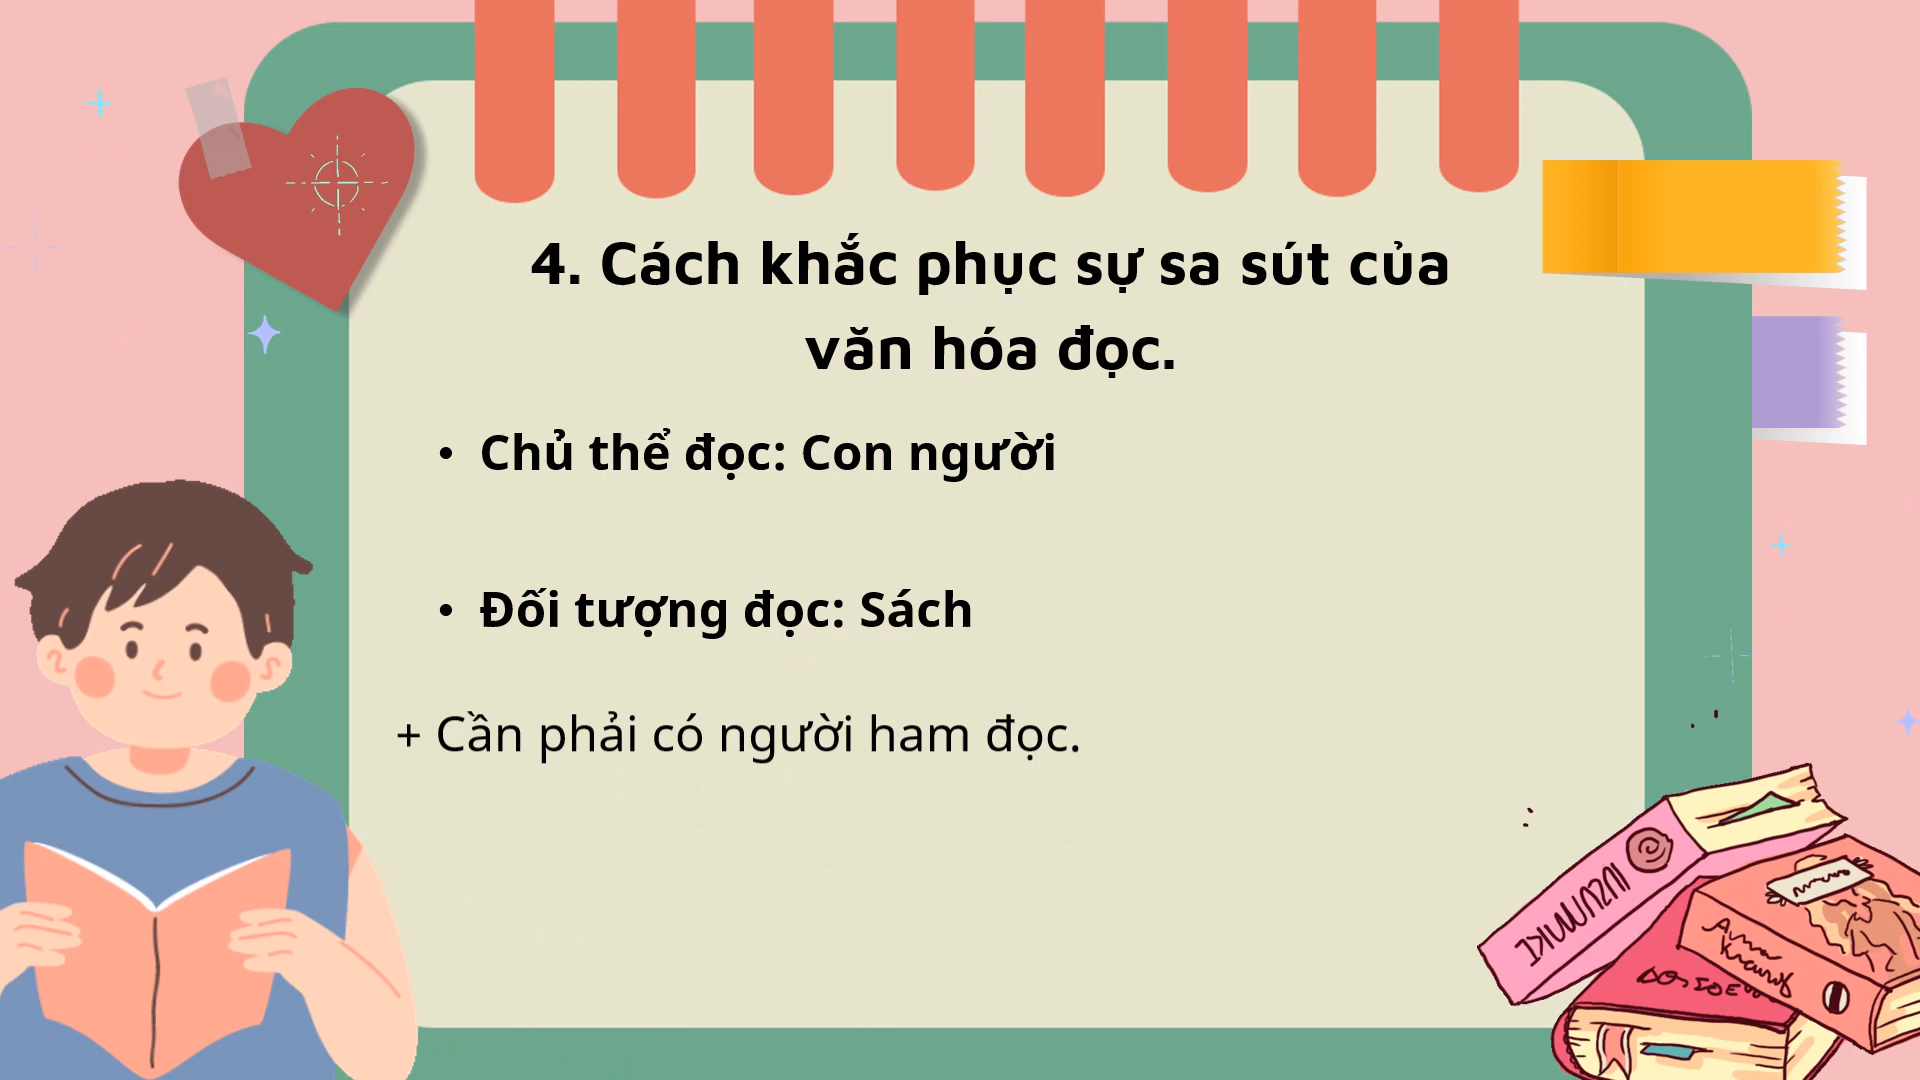 4. Cách khắc phục sự sa sút của
văn hóa đọc.
• Chủ thể đọc: Con người
• Đối tượng đọc: Sách
+ Cần phải có người ham đọc.